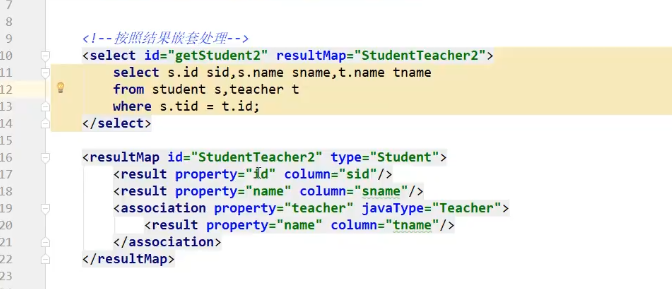 7
8
9 <!--按照结果嵌套处理-->
10 <select id="getStudent2" resultMap="StudentTeacher2">
11 select s.id sid,s.name sname,t.name tname
12 from student s,teacher t
13 where s.tid = t.id;
14 </select>
15
16 <resultMap id="StudentTeacher2" type="Student">
17 <result property="id" column="sid"/>
18 <result property="name" column="sname"/>
19 <association property="teacher" javaType="Teacher">
20 <result property="name" column="tname"/>
21 </association>
22 </resultMap>
23